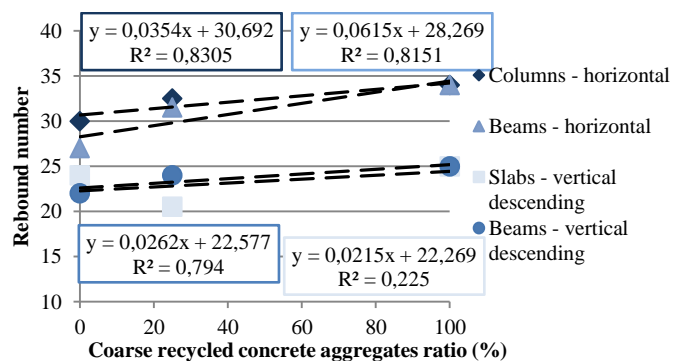 40
35
30
25
20
15
10
Rebound number
y = 0,0354x + 30,692
R² = 0,8305
y = 0,0615x + 28,269
R² = 0,8151
y = 0,0262x + 22,577
R² = 0,794
y = 0,0215x + 22,269
R² = 0,225
0
20
40
60
80
100
Coarse recycled concrete aggregates ratio (%)
Columns - horizontal
Beams - horizontal
Slabs - vertical
descending
Beams - vertical
descending